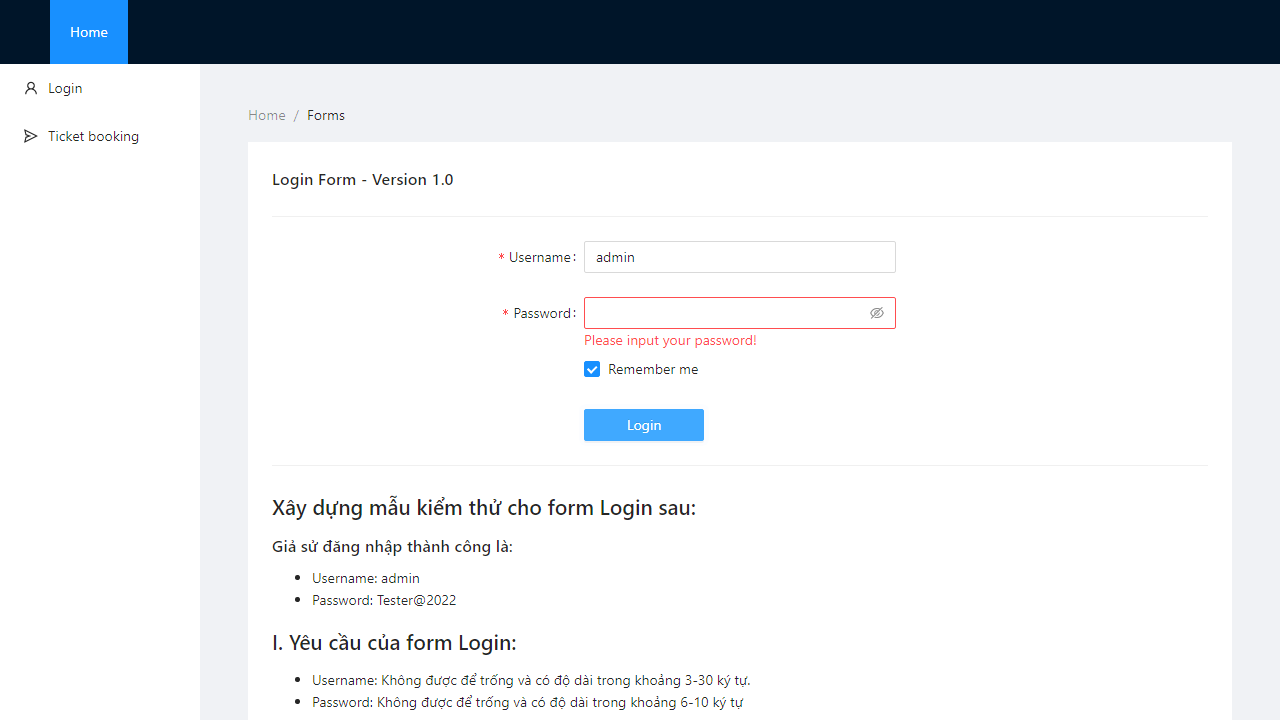 Home
Login
Ticket booking
Home / Forms
Login Form - Version 1.0
* Username: admin
* Password:
Please input your password!
Remember me
Login
Xây dựng mẫu kiểm thử cho form Login sau:
Giả sử đăng nhập thành công là:
• Username: admin
• Password: Tester@2022
I. Yêu cầu của form Login:
• Username: Không được để trống và có độ dài trong khoảng 3-30 ký tự.
• Password: Không được để trống và có độ dài trong khoảng 6-10 ký tự